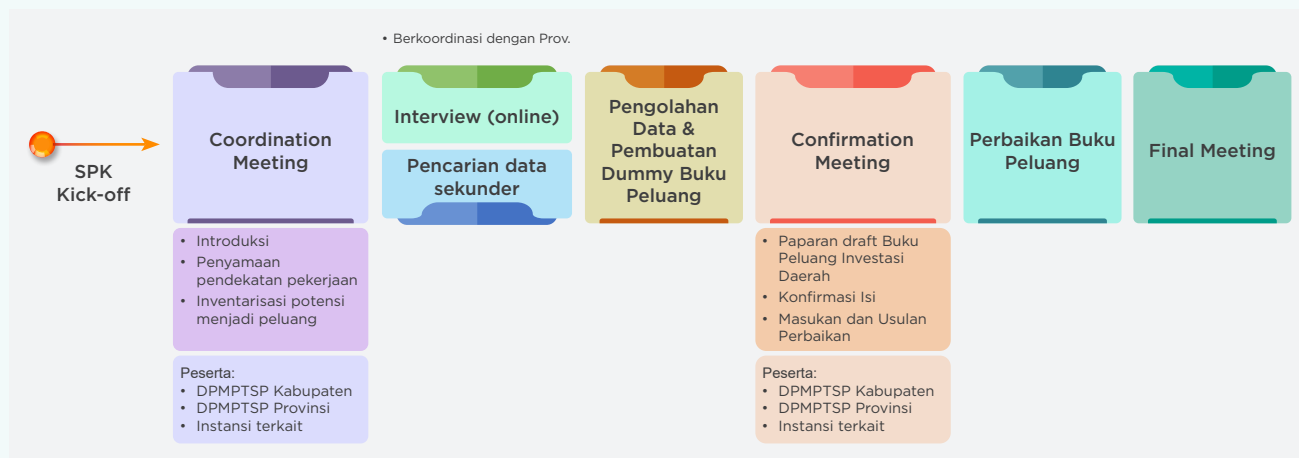 • Berkoordinasi dengan Prov.
SPK
Kick-off
Coordination
Meeting
• Introduksi
• Penyamaan
pendekatan pekerjaan
• Inventarisasi potensi
menjadi peluang
Peserta:
• DPMPTSP Kabupaten
• DPMPTSP Provinsi
• Instansi terkait
Interview (online)
Pencarian data
sekunder
Pengolahan
Data &
Pembuatan
Dummy Buku
Peluang
Confirmation
Meeting
• Paparan draft Buku
Peluang Investasi
Daerah
• Konfirmasi Isi
• Masukan dan Usulan
Perbaikan
Peserta:
• DPMPTSP Kabupaten
• DPMPTSP Provinsi
• Instansi terkait
Perbaikan Buku
Peluang
Final Meeting